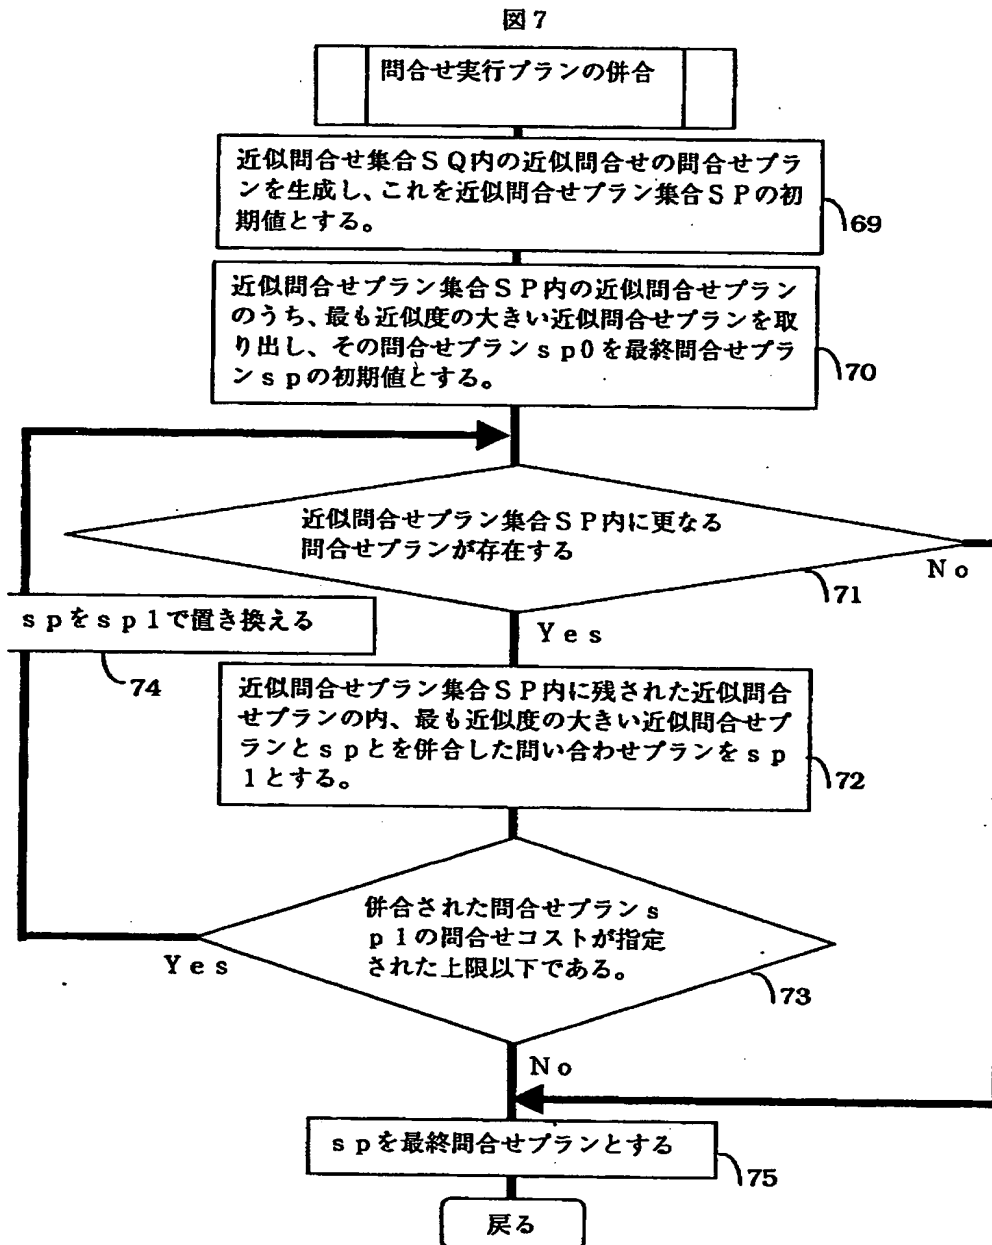 図7
問合せ実行プランの併合
近似問合せ集合SQ内の近似問合せの問合せプラ
ンを生成し、これを近似問合せプラン集合SPの初
期値とする。
69
近似問合せプラン集合SP内の近似問合せプラン
のうち、最も近似度の大きい近似問合せプランを取
り出し、その問合せプランsp0を最終問合せプラ
ンspの初期値とする。
70
近似問合せプラン集合SP内に更なる
問合せプランが存在する
No
71
Yes
spをsp1で置き換える
74
近似問合せプラン集合SP内に残された近似問合
せプランの内、最も近似度の大きい近似問合せプ
ランとspとを併合した問い合わせプランをsp
1とする。
72
併合された問合せプランs
p1の問合せコストが指定
された上限以下である。
Yes
73
No
spを最終問合せプランとする
75
戻る